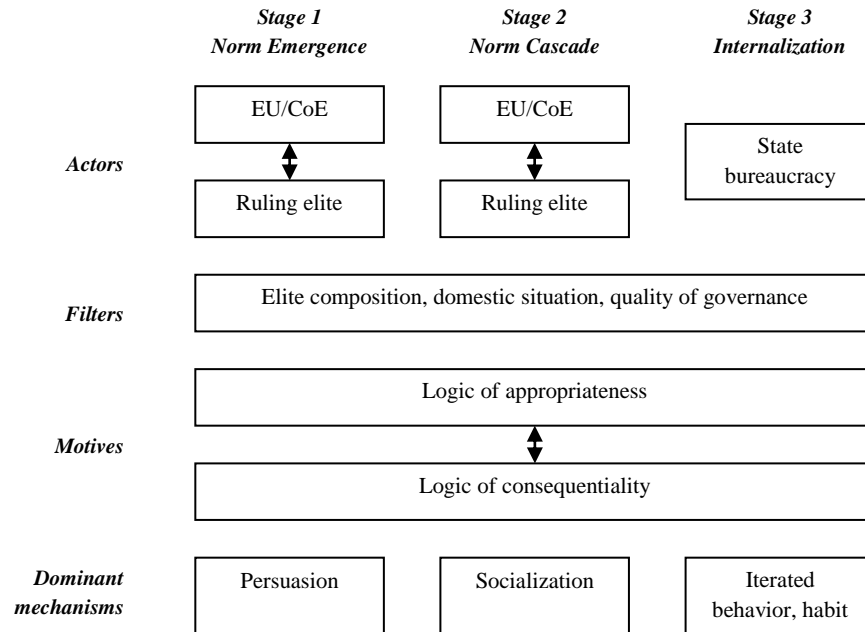 Stage 1
Norm Emergence
Stage 2
Norm Cascade
Stage 3
Internalization
Actors
EU/CoE
Ruling elite
EU/CoE
Ruling elite
State
bureaucracy
Filters
Elite composition, domestic situation, quality of governance
Motives
Logic of appropriateness
Logic of consequentiality
Dominant
mechanisms
Persuasion
Socialization
Iterated
behavior, habit